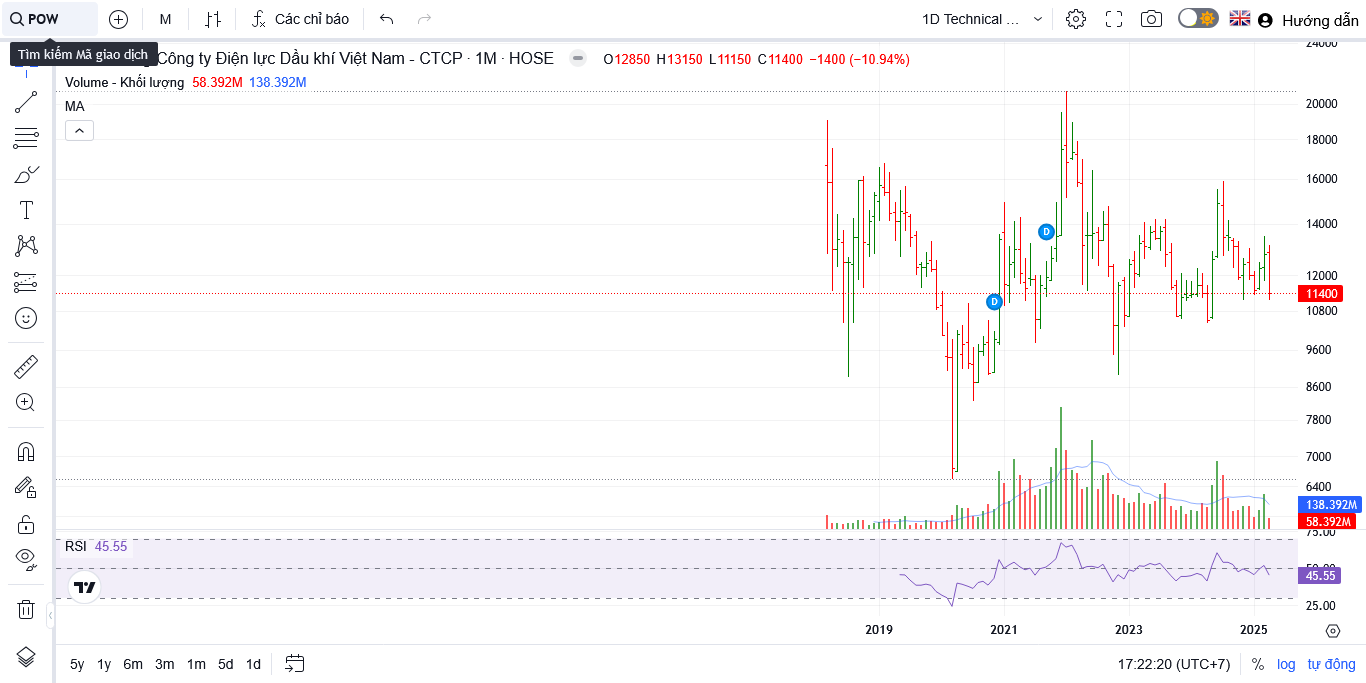 POW
M
Các chỉ báo
1D Technical ...
Hướng dẫn
Tìm kiếm Mã giao dịch
Công ty Điện lực Dầu khí Việt Nam - CTCP · 1M · HOSE
O12850 H13150 L11150 C11400 −1400 (−10.94%)
Volume - Khối lượng 58.392M 138.392M
MA
24000
20000
18000
16000
14000
12000
11400
10800
9600
8600
7800
7000
6400
138.392M
58.392M
D
D
RSI 45.55
75.00
50.00
45.55
25.00
2019 2021 2023 2025
5y 1y 6m 3m 1m 5d 1d
17:22:20 (UTC+7) % log tự động